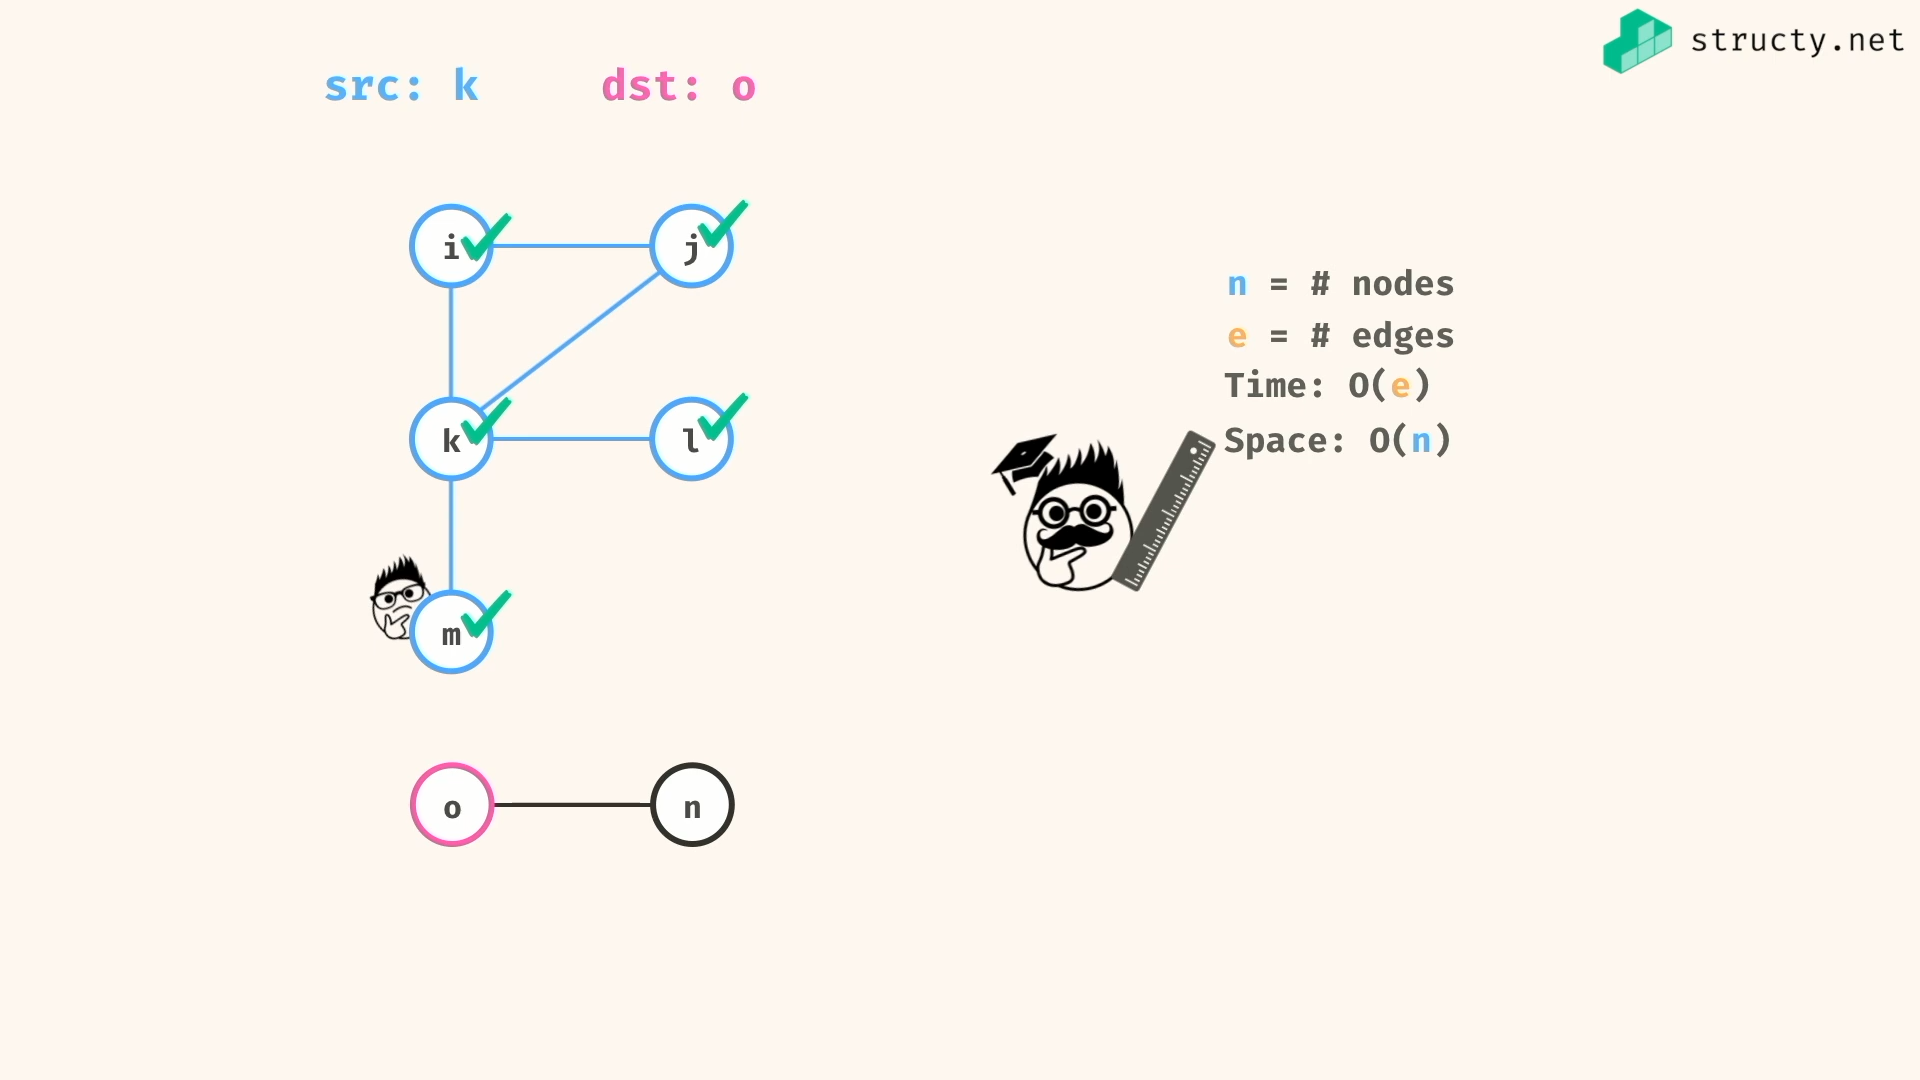 structy.net
src: k dst: o
i j
n = # nodes
e = # edges
Time: O(e)
k l
Space: O(n)
m
o n